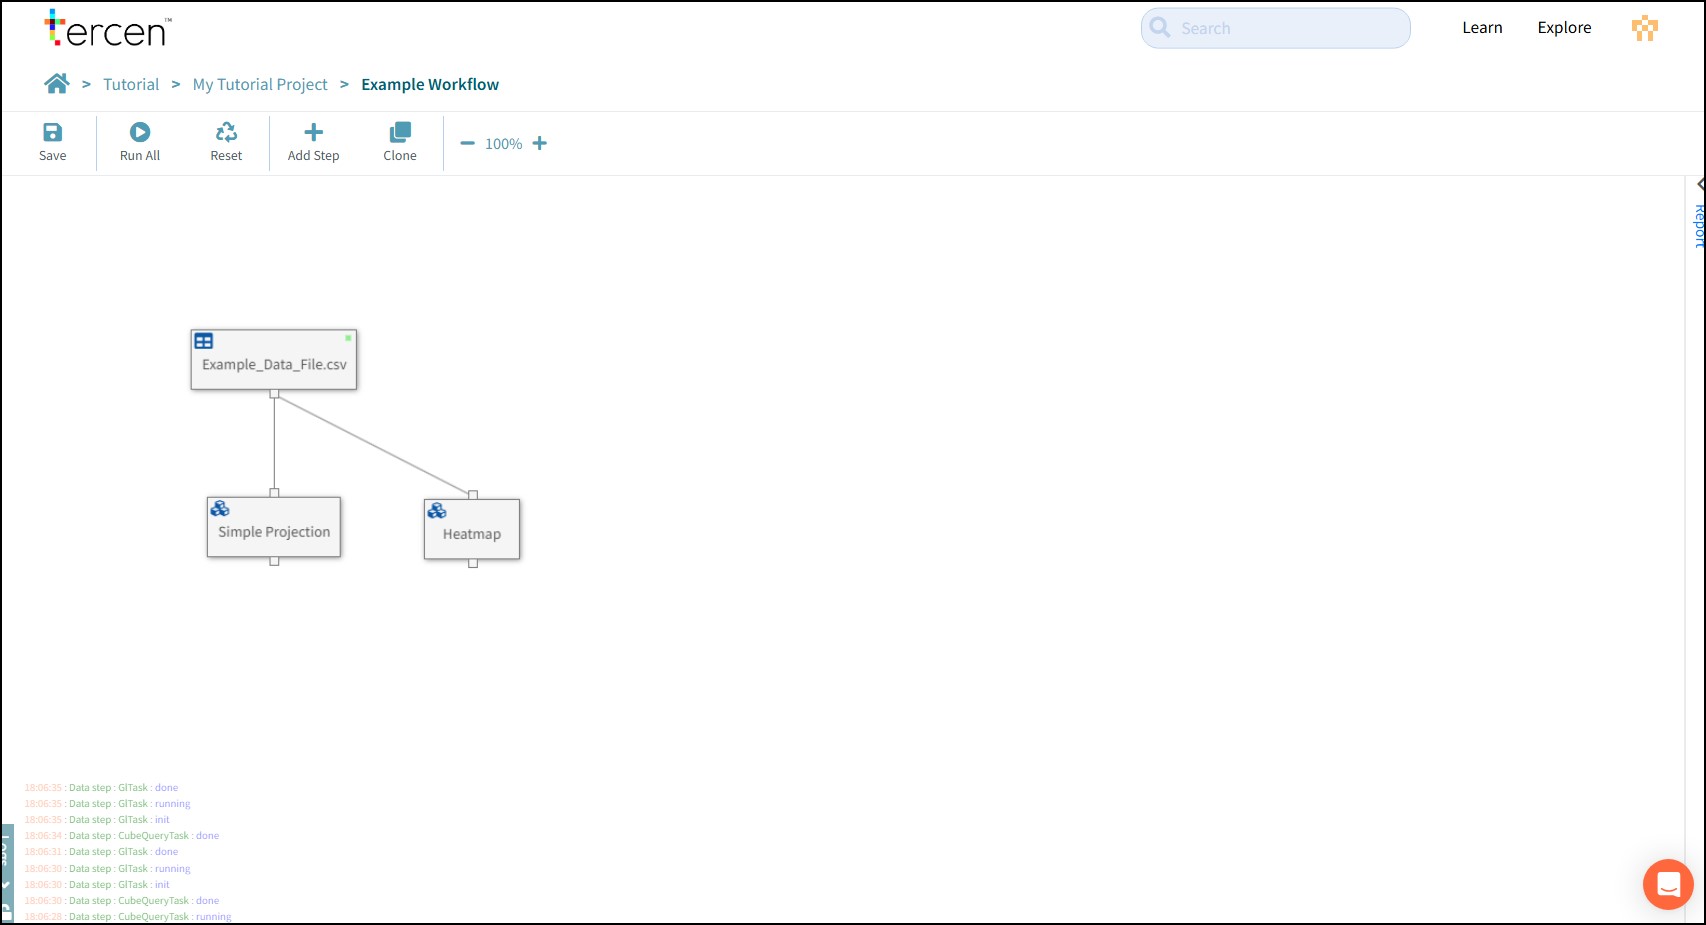 tercen™
Search
Learn
Explore
> Tutorial > My Tutorial Project > Example Workflow
Save
Run All
Reset
Add Step
Clone
100%
Report
Example_Data_File.csv
Simple Projection
Heatmap
18:06:35 : Data step : GlTask : done
18:06:35 : Data step : GlTask : running
18:06:35 : Data step : GlTask : init
18:06:34 : Data step : CubeQueryTask : done
18:06:31 : Data step : GlTask : done
18:06:30 : Data step : GlTask : running
18:06:30 : Data step : GlTask : init
18:06:30 : Data step : CubeQueryTask : done
18:06:28 : Data step : CubeQueryTask : running